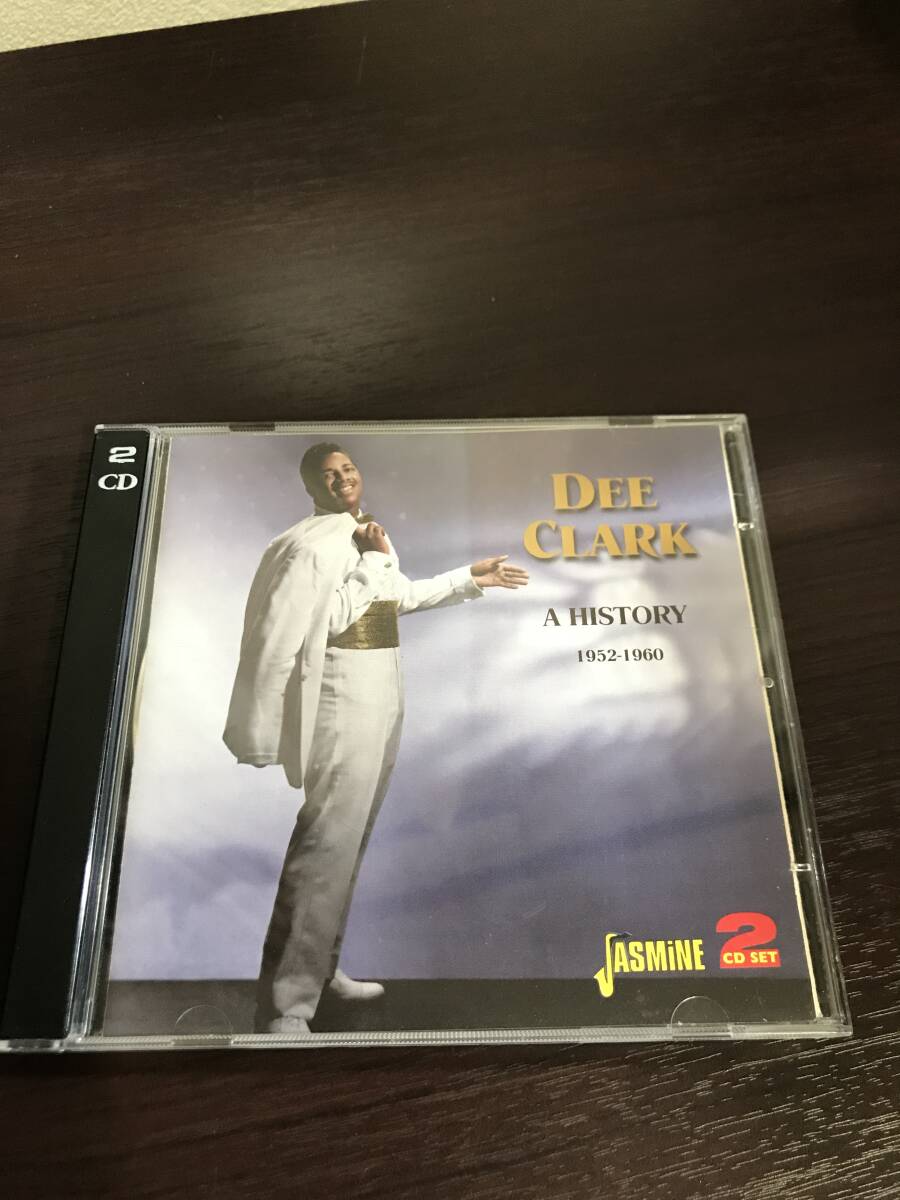 2
CD
DEE
CLARK
A HISTORY
1952-1960
JASMiNE
2
CD SET